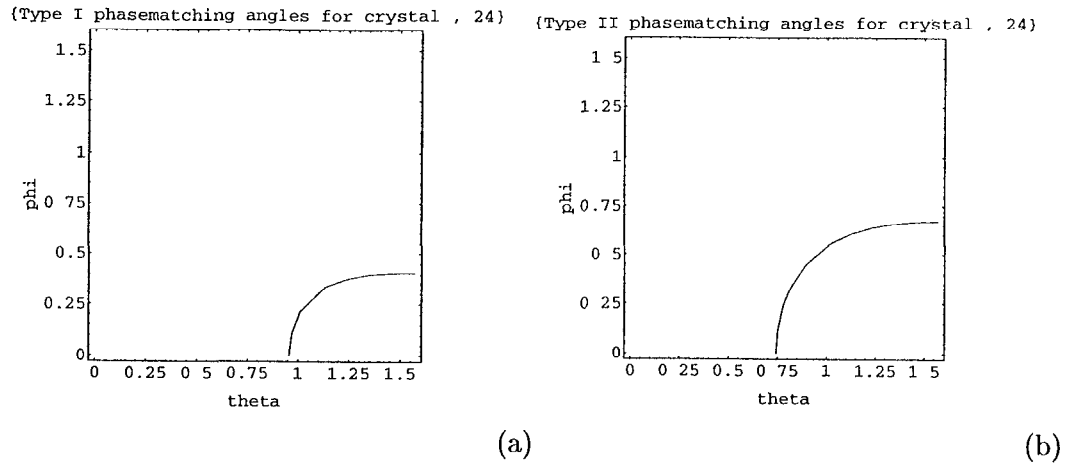 {Type I phasematching angles for crystal , 24}
1.5
1.25
1
0 75
0.5
0.25
0
phi
0 0.25 0 5 0.75 1 1.25 1.5
theta
(a)
{Type II phasematching angles for crystal , 24}
1 5
1.25
1
0.75
0 5
0 25
0
phi
0 0 25 0 5 0 75 1 1.25 1 5
theta
(b)